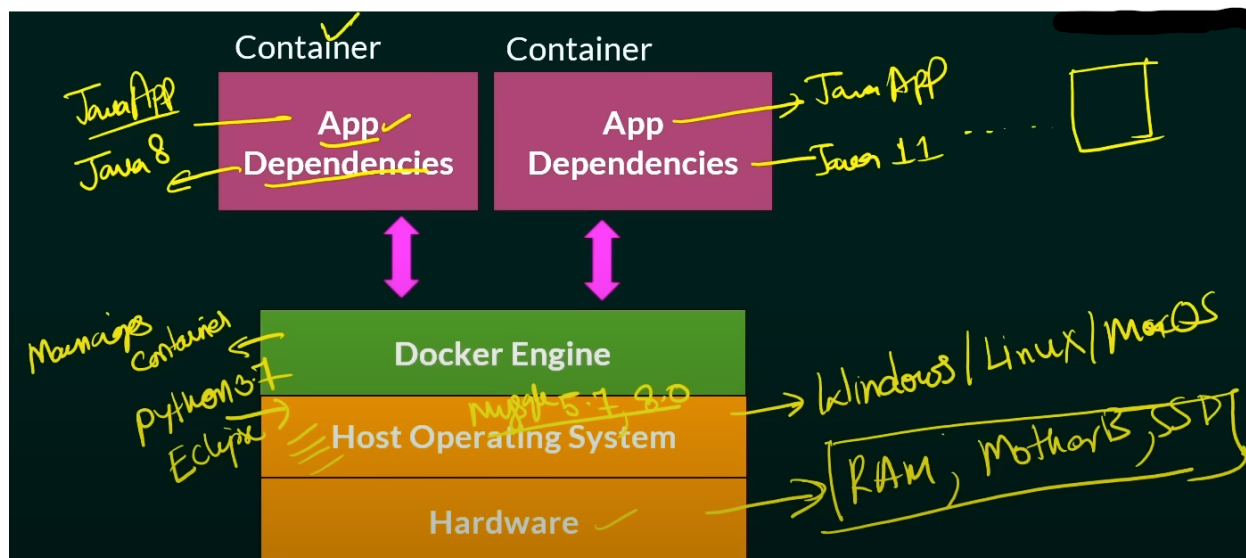 Container
Container
JavaApp
Java 8
App
Dependencies
App
Dependencies
Java App
Java 11
Manages
Containers
Docker Engine
python3.7
Eclipse
Mysql 5.7, 8.0
Host Operating System
Windows/Linux/MacOS
Hardware
RAM, MotherB, SSD